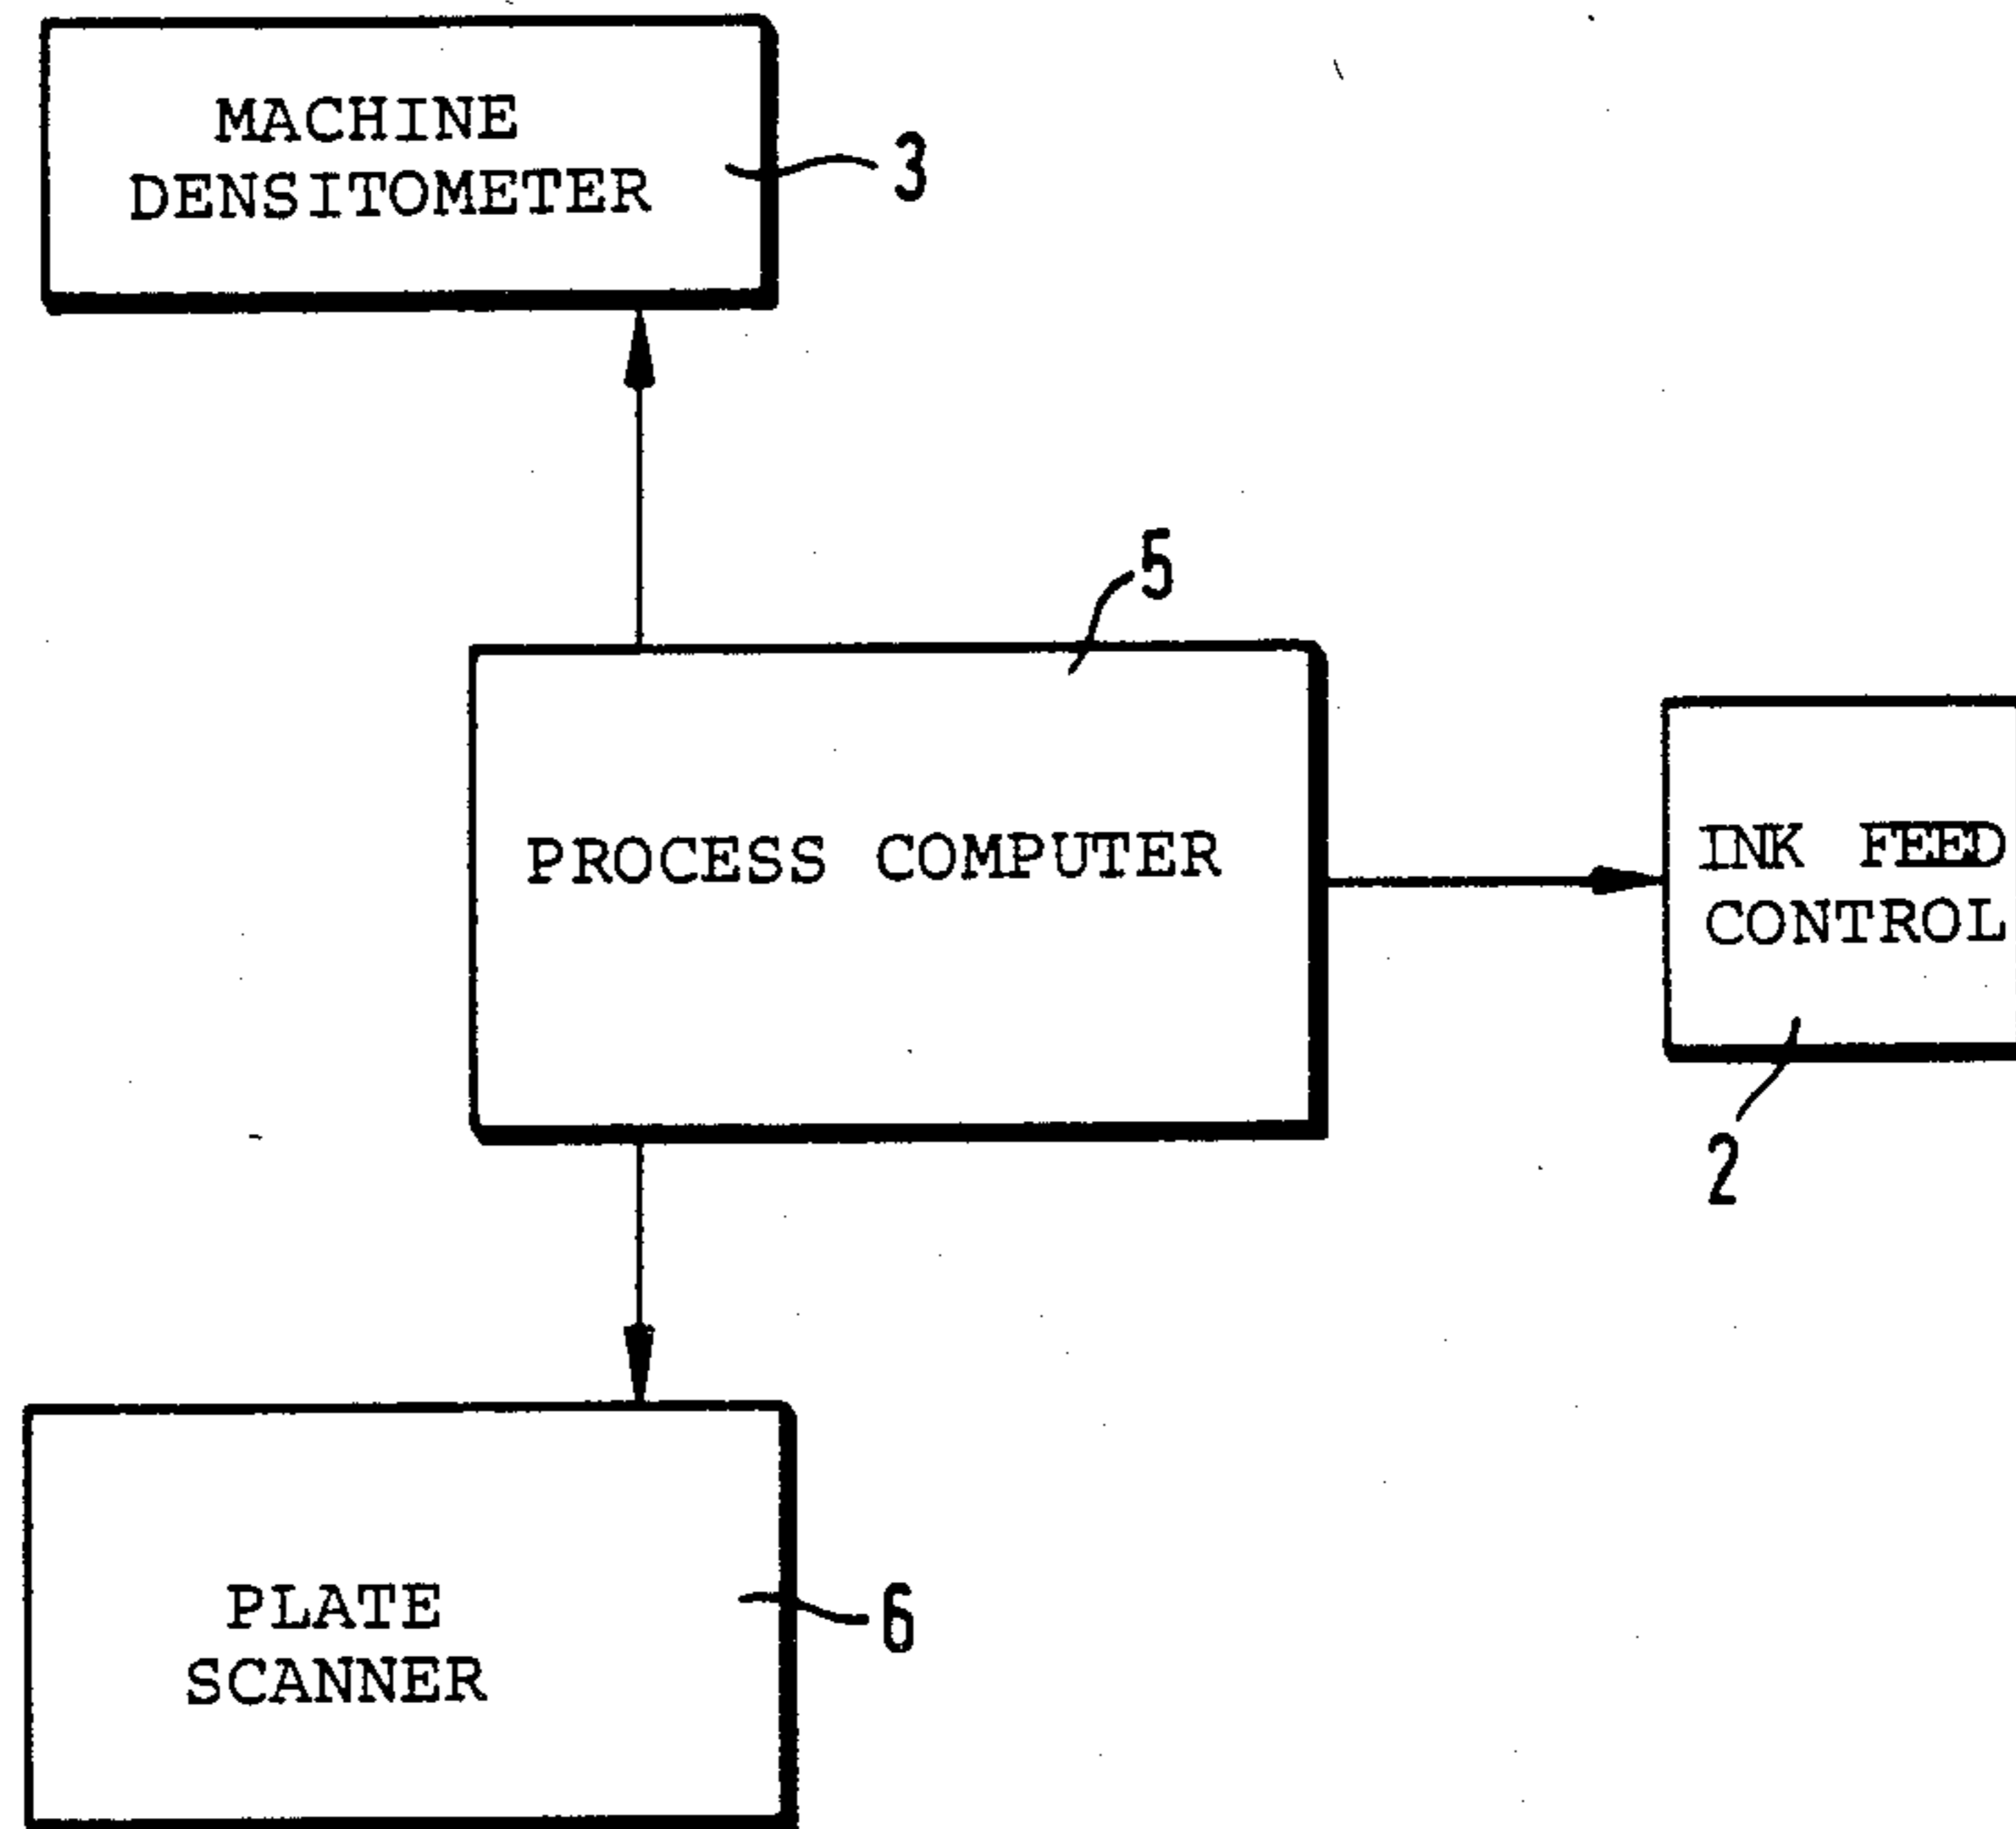 MACHINE
DENSITOMETER
3
5
PROCESS COMPUTER
INK FEED
CONTROL
2
PLATE
SCANNER
6